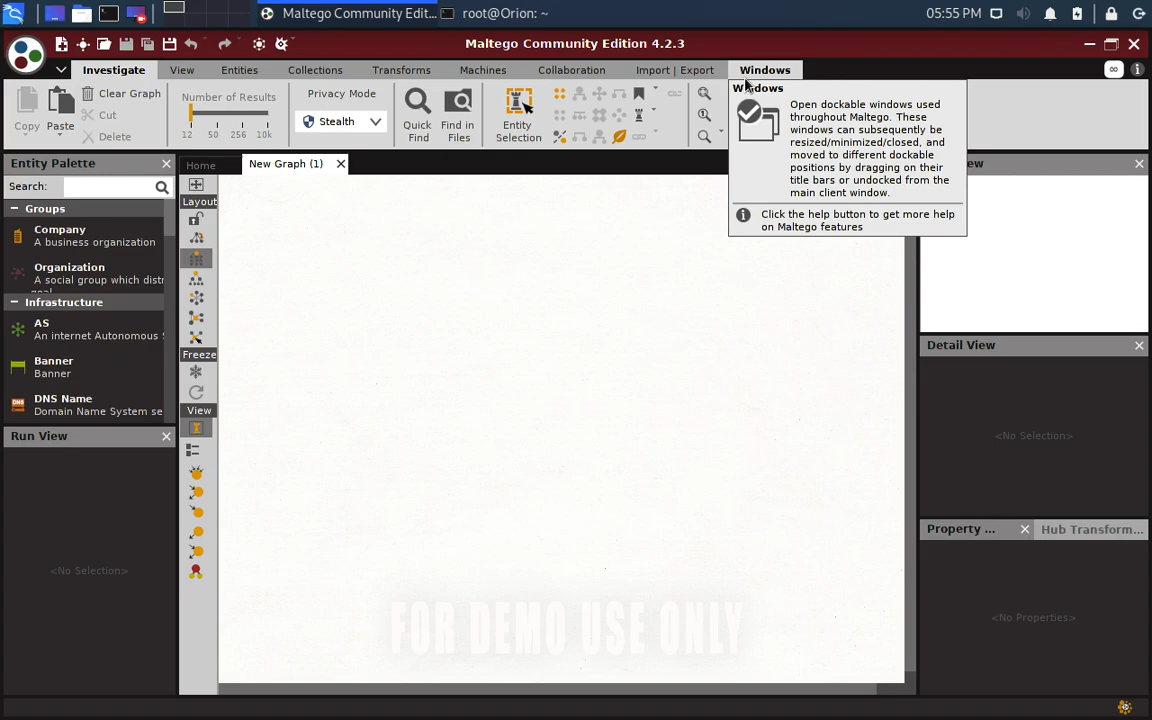 Maltego Community Edit...
root@Orion: ~
05:55 PM
Maltego Community Edition 4.2.3
Investigate
View
Entities
Collections
Transforms
Machines
Collaboration
Import | Export
Windows
Copy
Paste
Clear Graph
Cut
Delete
Number of Results
12
50
256
10k
Privacy Mode
Stealth
Quick
Find
Find in
Files
Entity
Selection
Windows
Open dockable windows used
throughout Maltego. These
windows can subsequently be
resized/minimized/closed, and
moved to different dockable
positions by dragging on their
title bars or undocked from the
main client window.
Click the help button to get more help
on Maltego features
Entity Palette
Search:
Groups
Company
A business organization
Organization
A social group which distr
goal
Infrastructure
AS
An internet Autonomous S
Banner
Banner
DNS Name
Domain Name System se
Run View
<No Selection>
Home
New Graph (1)
Layout
Freeze
View
FOR DEMO USE ONLY
ew
Detail View
<No Selection>
Property ...
Hub Transform...
<No Properties>